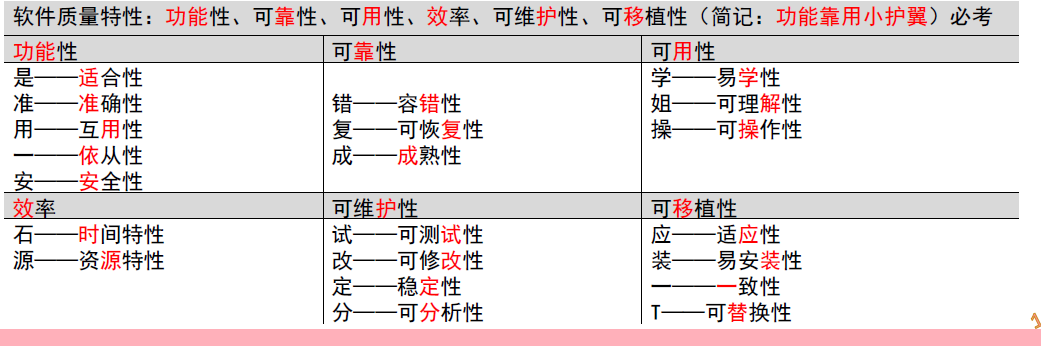 软件质量特性：功能性、可靠性、可用性、效率、可维护性、可移植性（简记：功能靠用小护翼）必考
功能性
是——适合性
准——准确性
用——互用性
一——依从性
安——安全性
可靠性
错——容错性
复——可恢复性
成——成熟性
可用性
学——易学性
姐——可理解性
操——可操作性
效率
石——时间特性
源——资源特性
可维护性
试——可测试性
改——可修改性
定——稳定性
分——可分析性
可移植性
应——适应性
装——易安装性
一——一致性
T——可替换性